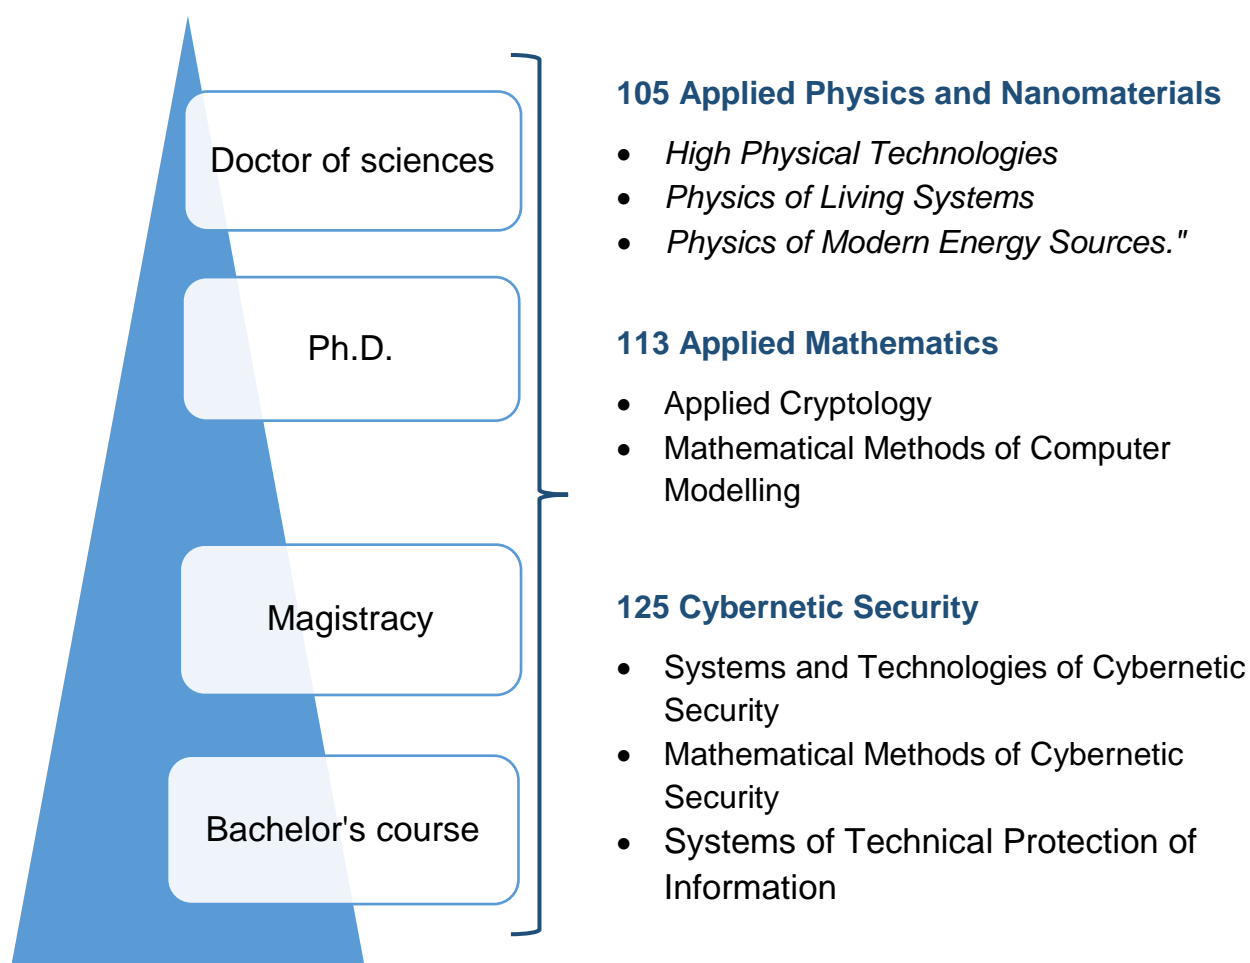 Doctor of sciences
Ph.D.
Magistracy
Bachelor's course
105 Applied Physics and Nanomaterials
• High Physical Technologies
• Physics of Living Systems
• Physics of Modern Energy Sources."
113 Applied Mathematics
• Applied Cryptology
• Mathematical Methods of Computer
Modelling
125 Cybernetic Security
• Systems and Technologies of Cybernetic
Security
• Mathematical Methods of Cybernetic
Security
• Systems of Technical Protection of
Information